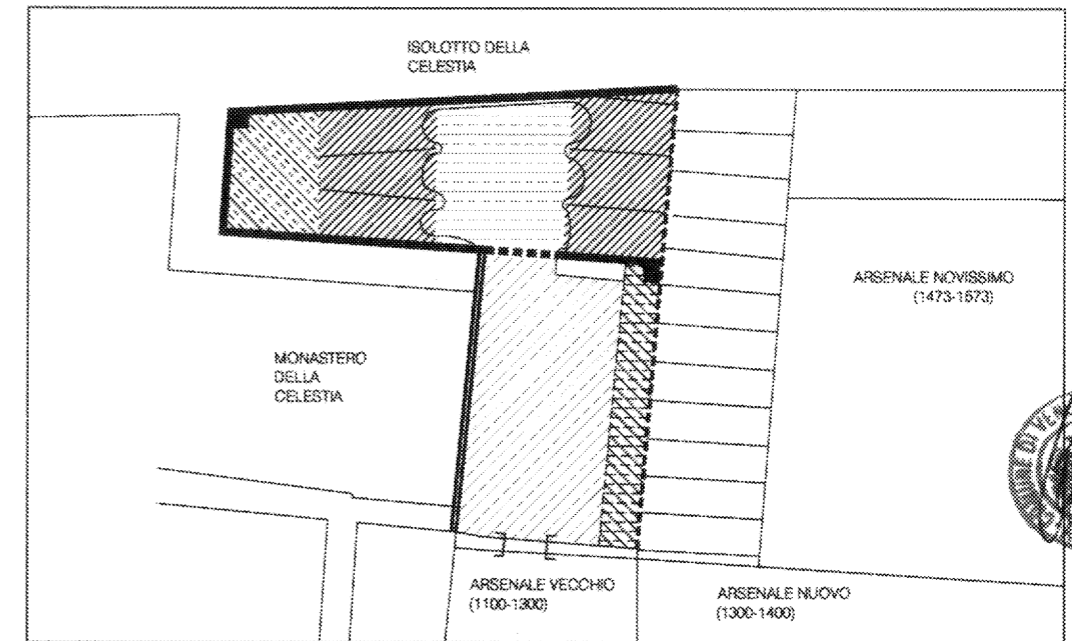 ISOLOTTO DELLA
CELESTIA
ARSENALE NOVISSIMO
(1473-1573)
MONASTERO
DELLA
CELESTIA
ARSENALE VECCHIO
(1100-1300)
ARSENALE NUOVO
(1300-1400)